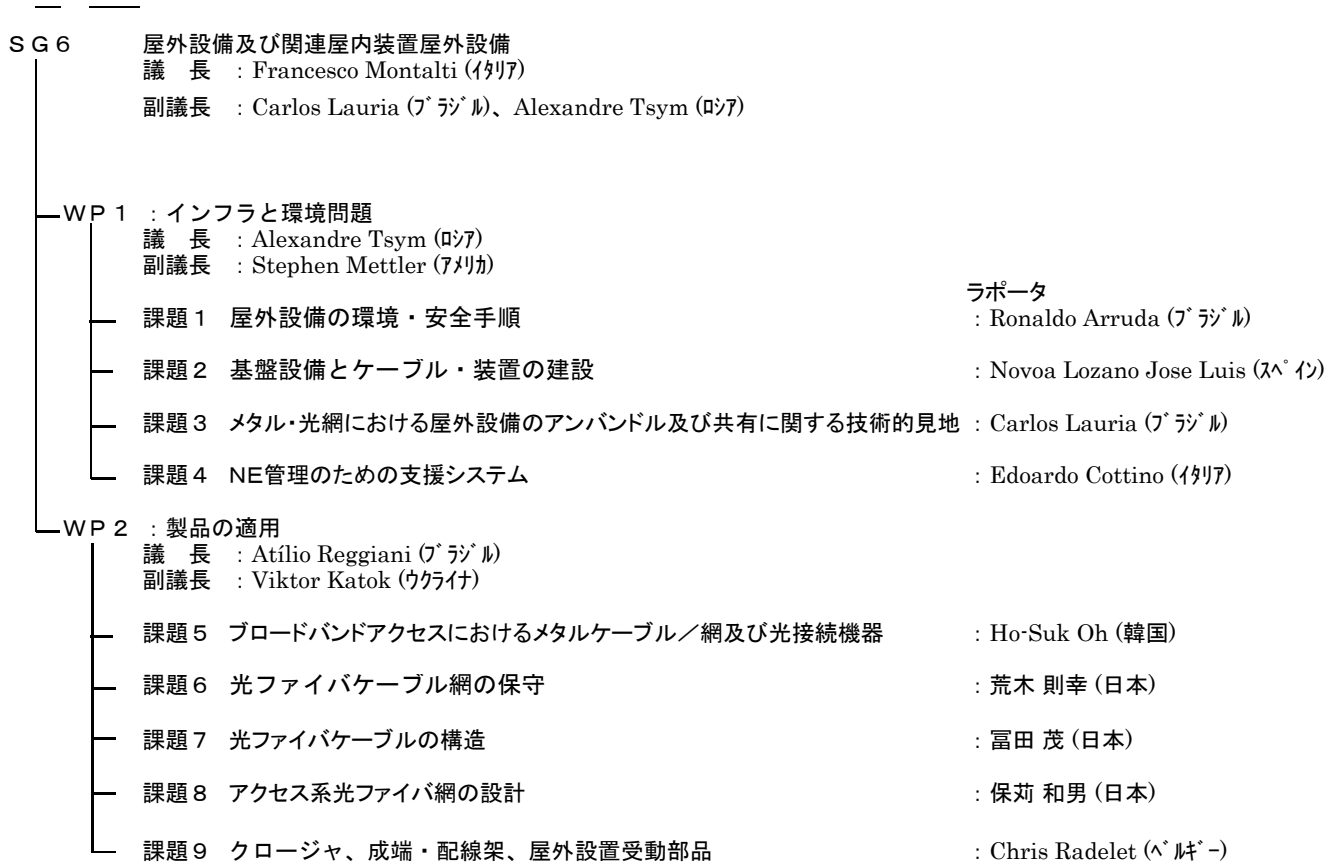 ＳＧ６　屋外設備及び関連屋内装置屋外設備
議　長　：Francesco Montalti (ｲﾀﾘｱ)
副議長　：Carlos Lauria (ﾌﾞﾗｼﾞﾙ)、Alexandre Tsym (ﾛｼｱ)
ＷＰ１　：インフラと環境問題
議　長　：Alexandre Tsym (ﾛｼｱ)
副議長　：Stephen Mettler (ｱﾒﾘｶ)
ラポータ
課題１　屋外設備の環境・安全手順　：Ronaldo Arruda (ﾌﾞﾗｼﾞﾙ)
課題２　基盤設備とケーブル・装置の建設　：Novoa Lozano Jose Luis (ｽﾍﾟｲﾝ)
課題３　メタル・光網における屋外設備のアンバンドル及び共有に関する技術的見地　：Carlos Lauria (ﾌﾞﾗｼﾞﾙ)
課題４　ＮＥ管理のための支援システム　：Edoardo Cottino (ｲﾀﾘｱ)
ＷＰ２　：製品の適用
議　長　：Atílio Reggiani (ﾌﾞﾗｼﾞﾙ)
副議長　：Viktor Katok (ｳｸライﾅ)
課題５　ブロードバンドアクセスにおけるメタルケーブル／網及び光接続機器　：Ho-Suk Oh (韓国)
課題６　光ファイバケーブル網の保守　：荒木 則幸 (日本)
課題７　光ファイバケーブルの構造　：冨田 茂 (日本)
課題８　アクセス系光ファイバ網の設計　：保苅 和男 (日本)
課題９　クロージャ、成端・配線架、屋外設置受動部品　：Chris Radelet (ﾍﾞﾙｷﾞｰ)